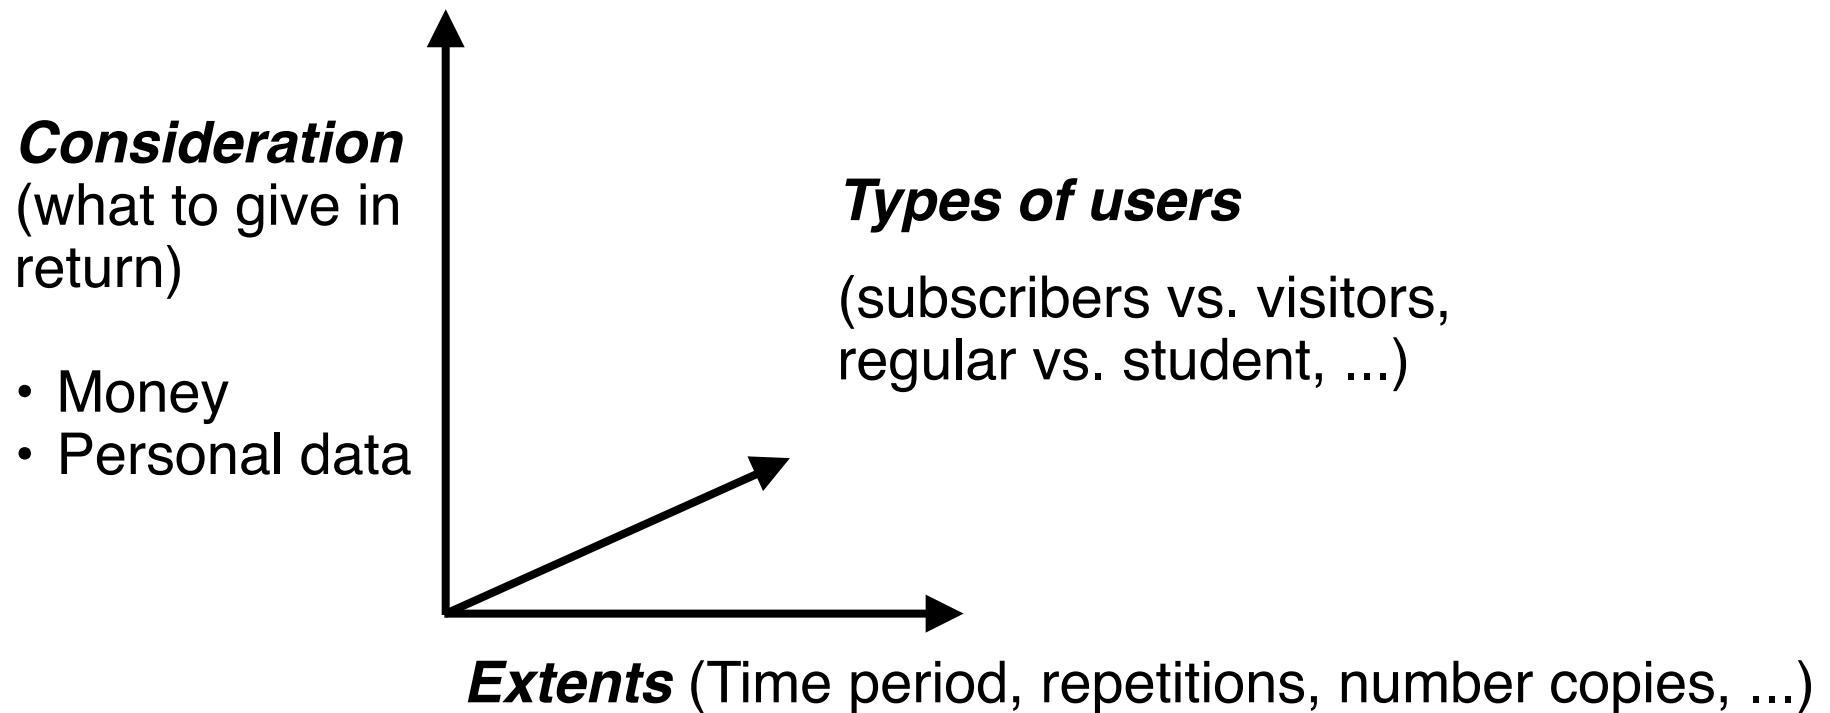 Consideration
(what to give in
return)
• Money
• Personal data
Types of users
(subscribers vs. visitors,
regular vs. student, ...)
Extents (Time period, repetitions, number copies, ...)